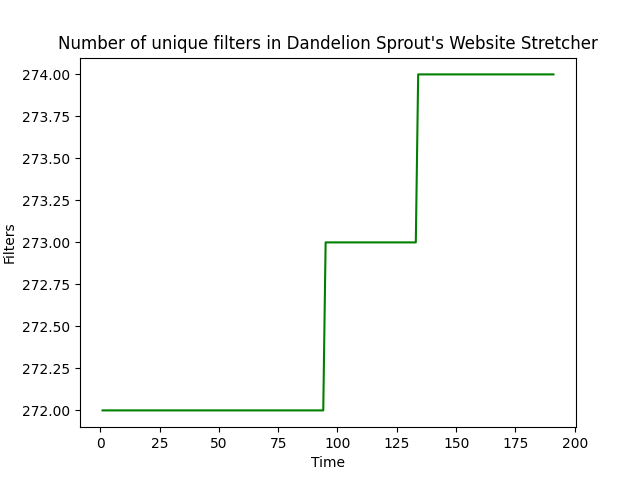 Number of unique filters in Dandelion Sprout's Website Stretcher
274.00
273.75
273.50
273.25
273.00
272.75
272.50
272.25
272.00
Filters
0 25 50 75 100 125 150 175 200
Time